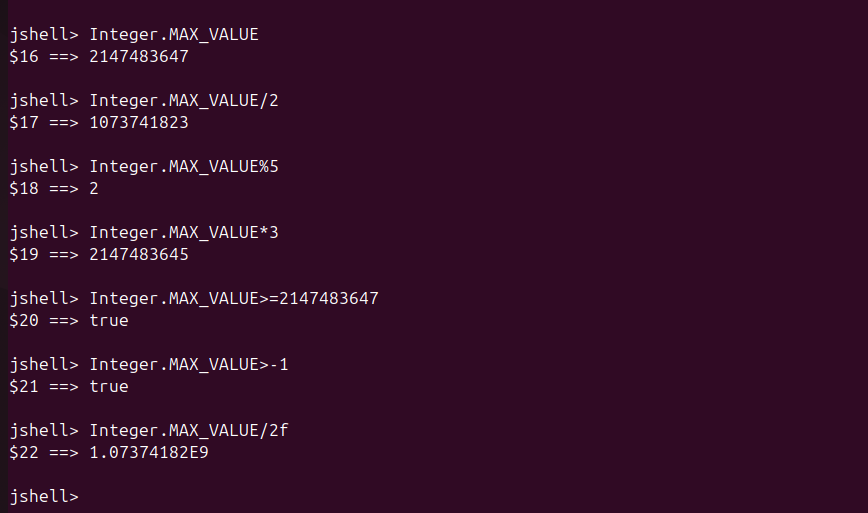 jshell> Integer.MAX_VALUE
$16 ==> 2147483647
jshell> Integer.MAX_VALUE/2
$17 ==> 1073741823
jshell> Integer.MAX_VALUE%5
$18 ==> 2
jshell> Integer.MAX_VALUE*3
$19 ==> 2147483645
jshell> Integer.MAX_VALUE>=2147483647
$20 ==> true
jshell> Integer.MAX_VALUE>-1
$21 ==> true
jshell> Integer.MAX_VALUE/2f
$22 ==> 1.07374182E9
jshell>